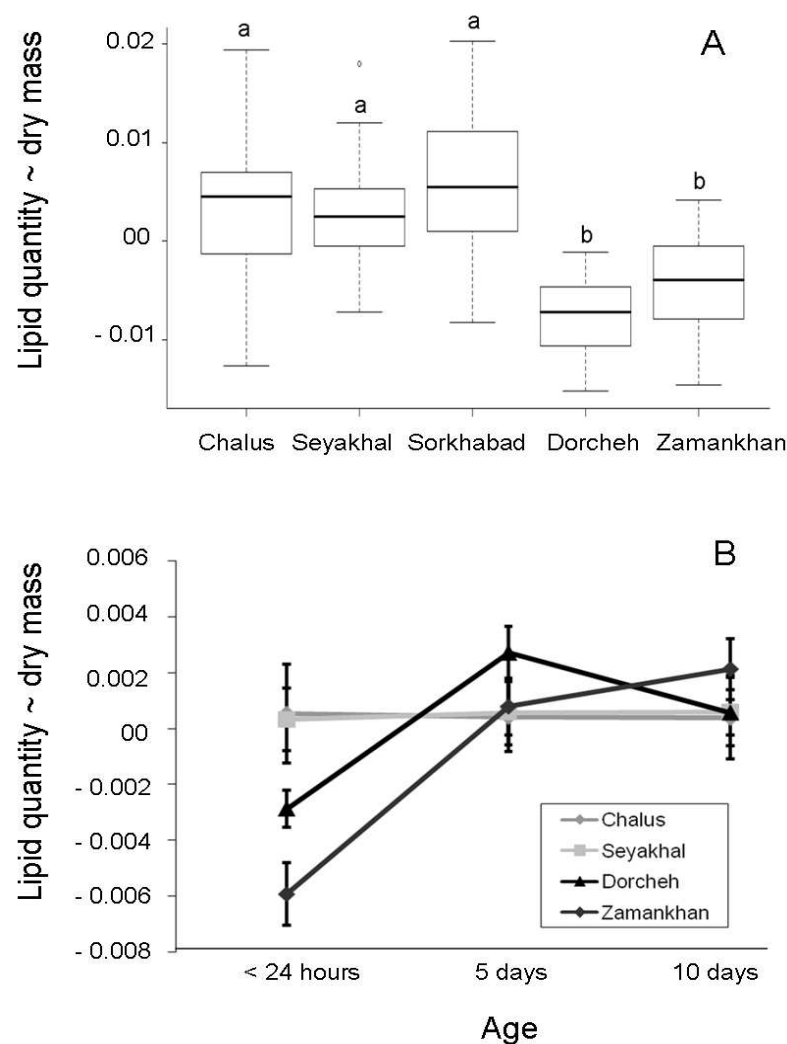 A
Lipid quantity ~ dry mass
0.02
0.01
00
- 0.01
a
a
a
b
b
Chalus Seyakhal Sorkhabad Dorcheh Zamankhan
B
Lipid quantity ~ dry mass
0.006
0.004
0.002
00
- 0.002
- 0.004
- 0.006
- 0.008
Chalus
Seyakhal
Dorcheh
Zamankhan
< 24 hours 5 days 10 days
Age